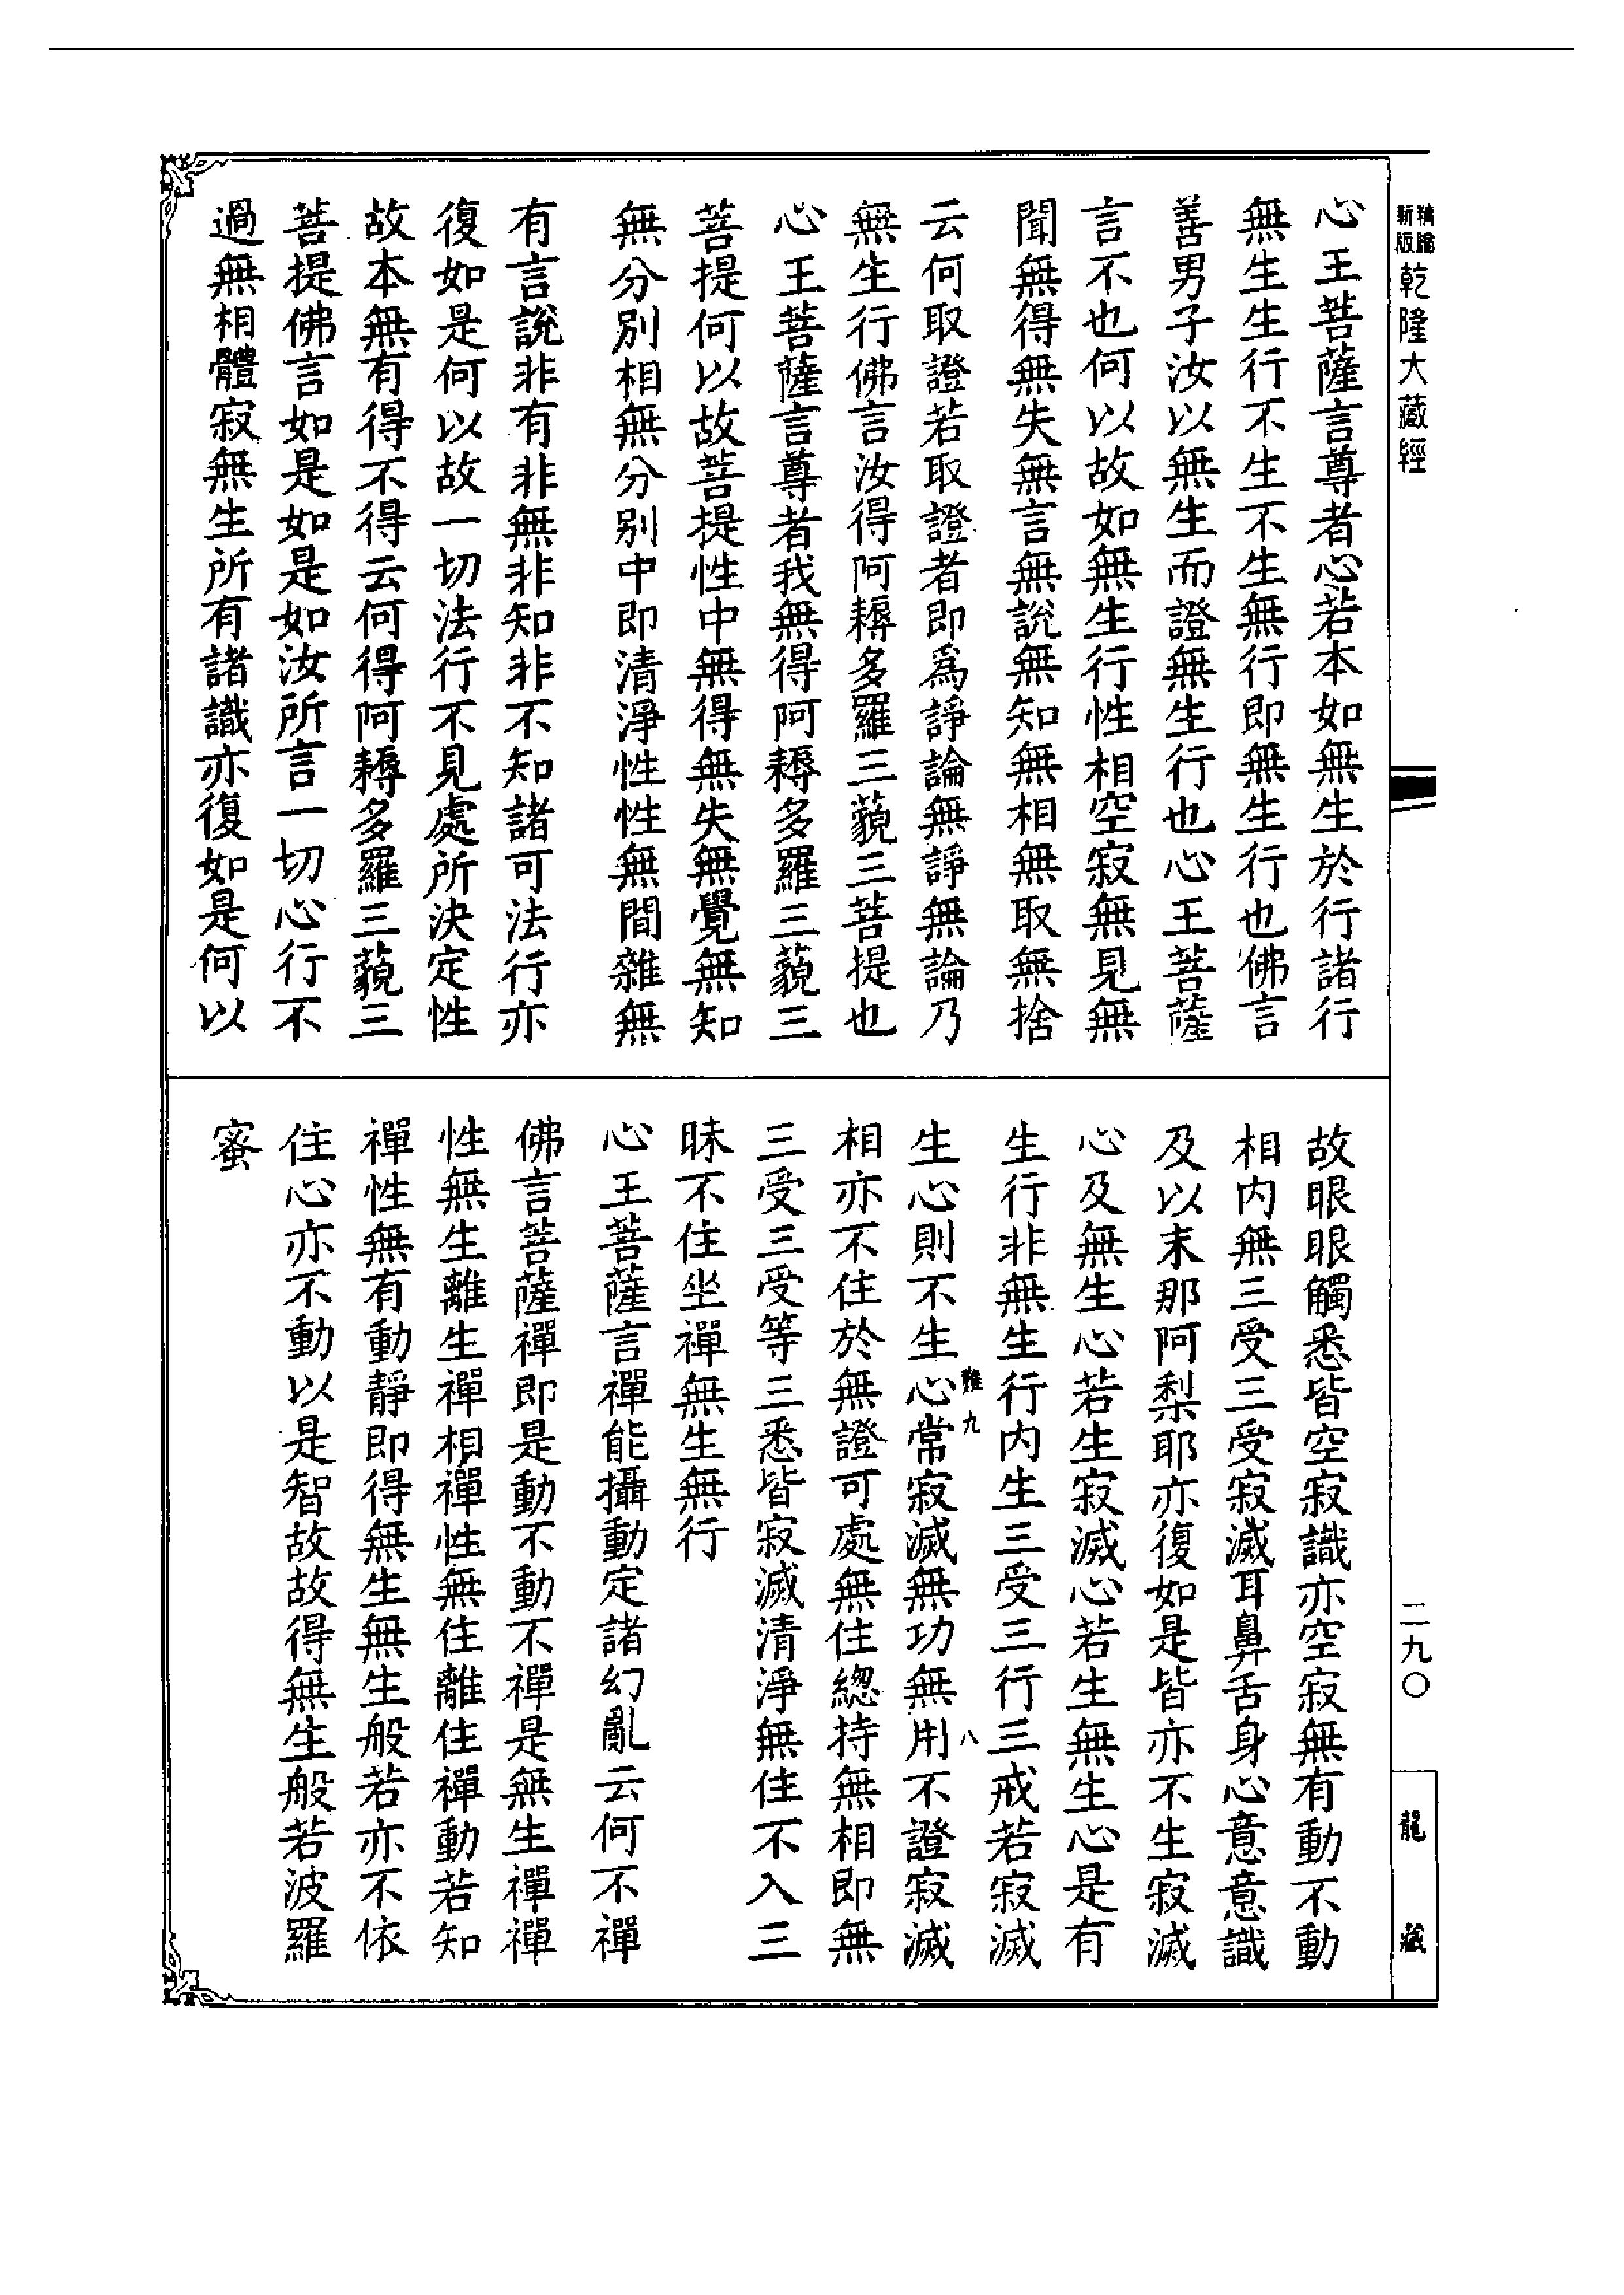 精繪
新版
乾隆大藏經
心王菩薩言尊者心若本如無生於行諸行
無生生行不生不生無行即無生行也佛言
善男子汝以無生而證無生行也心王菩薩
言不也何以故如無生行性相空寂無見無
聞無得無失無言無說無知無相無取無捨
云何取證若取證者即爲諍論無諍無論乃
無生行佛言汝得阿耨多羅三藐三菩提也
心王菩薩言尊者我無得阿耨多羅三藐三
菩提何以故菩提性中無得無失無覺無知
無分別相無分別中即清淨性性無間雜無
有言說非有非無非知非不知諸可法行亦
復如是何以故一切法行不見處所決定性
故本無有得不得云何得阿耨多羅三藐三
菩提佛言如是如是如汝所言一切心行不
過無相體寂無生所有諸識亦復如是何以
故眼眼觸悉皆空寂識亦空寂無有動不動
相內無三受三受寂滅耳鼻舌身心意意識
及以末那阿梨耶亦復如是皆亦不生寂滅
心及無生心若生寂滅心若生無生心是有
生行非無生行內生三受三行三戒若寂滅
生心則不生心常寂滅無功無用不證寂滅
難九
八
相亦不住於無證可處無住總持無相即無
三受三受等三悉皆寂滅清淨無住不入三
昧不住坐禪無生無行
心王菩薩言禪能攝動定諸幻亂云何不禪
佛言菩薩禪即是動不動不禪是無生禪禪
性無生離生禪相禪性無住離住禪動若知
禪性無有動靜即得無生無生般若亦不依
住心亦不動以是智故故得無生般若波羅
蜜
二九〇
龍藏